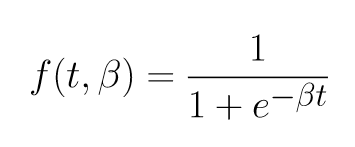 f(t, β) = 1 / (1 + e^{−βt})